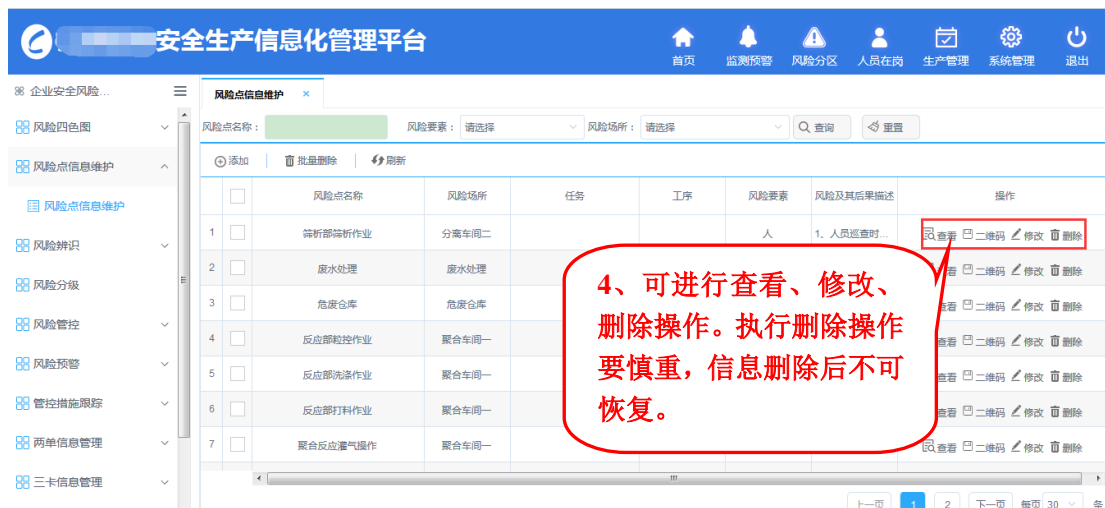 安全生产信息化管理平台
首页 监测预警 风险分区 人员在岗 生产管理 系统管理 退出
企业安全风险...
风险点信息维护 ×
风险四色图
风险点信息维护
风险点信息维护
风险辨识
风险分级
风险管控
风险预警
管控措施跟踪
两单信息管理
三卡信息管理
风险点名称： 风险要素： 请选择 风险场所： 请选择 查询 重置
添加 批量删除 刷新
风险点名称 风险场所 任务 工序 风险要素 风险及其后果描述 操作
1 筛析部筛析作业 分离车间二 人 1、人员巡查时... 查看 二维码 修改 删除
2 废水处理 废水处理 看 二维码 修改 删除
3 危废仓库 危废仓库 查看 二维码 修改 删除
4 反应部粒控作业 聚合车间一 查看 二维码 修改 删除
5 反应部洗涤作业 聚合车间一 查看 二维码 修改 删除
6 反应部打料作业 聚合车间一 查看 二维码 修改 删除
7 聚合反应灌气操作 聚合车间一 查看 二维码 修改 删除
4、可进行查看、修改、
删除操作。执行删除操作
要慎重，信息删除后不可
恢复。
上一页 1 2 下一页 每页 30 条